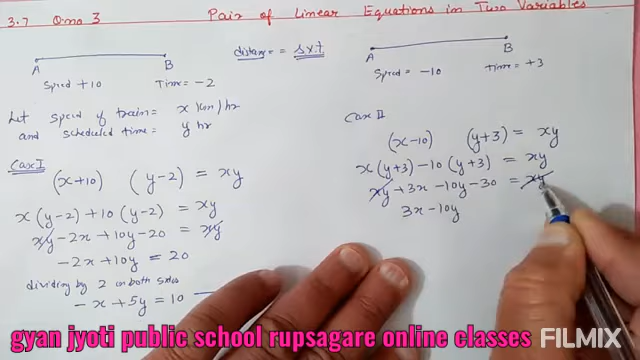 3.7 Q.no 3 Pair of Linear Equations in Two Variables
distance = s x t
A B
Speed +10 Time = -2
A B
Speed = -10 Time = +3
Let speed of train = x km/hr
and scheduled time = y hr
Case I
(x+10) (y-2) = xy
x(y-2)+10(y-2) = xy
xy-2x+10y-20 = xy
-2x+10y = 20
dividing by 2 in both sides
-x+5y = 10
Case II
(x-10) (y+3) = xy
x(y+3)-10(y+3) = xy
xy+3x-10y-30 = xy
3x-10y
gyan jyoti public school rupsagare online classes
FILMIX